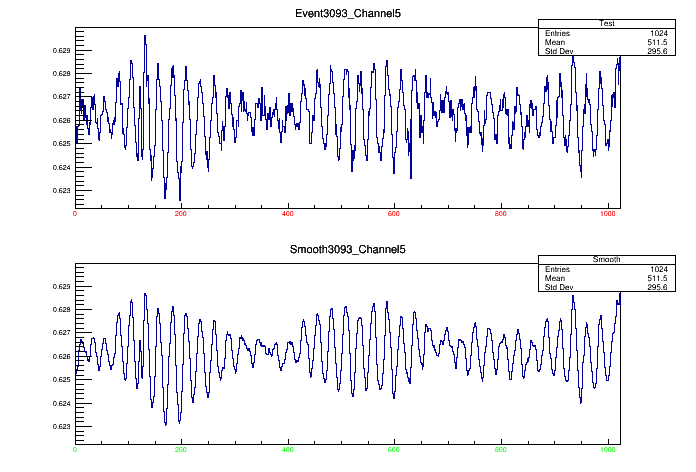 Event3093_Channel5
Test
Entries 1024
Mean 511.5
Std Dev 295.6
0.629
0.628
0.627
0.626
0.625
0.624
0.623
0 200 400 600 800 1000
Smooth3093_Channel5
Smooth
Entries 1024
Mean 511.5
Std Dev 295.6
0.629
0.628
0.627
0.626
0.625
0.624
0.623
0 200 400 600 800 1000